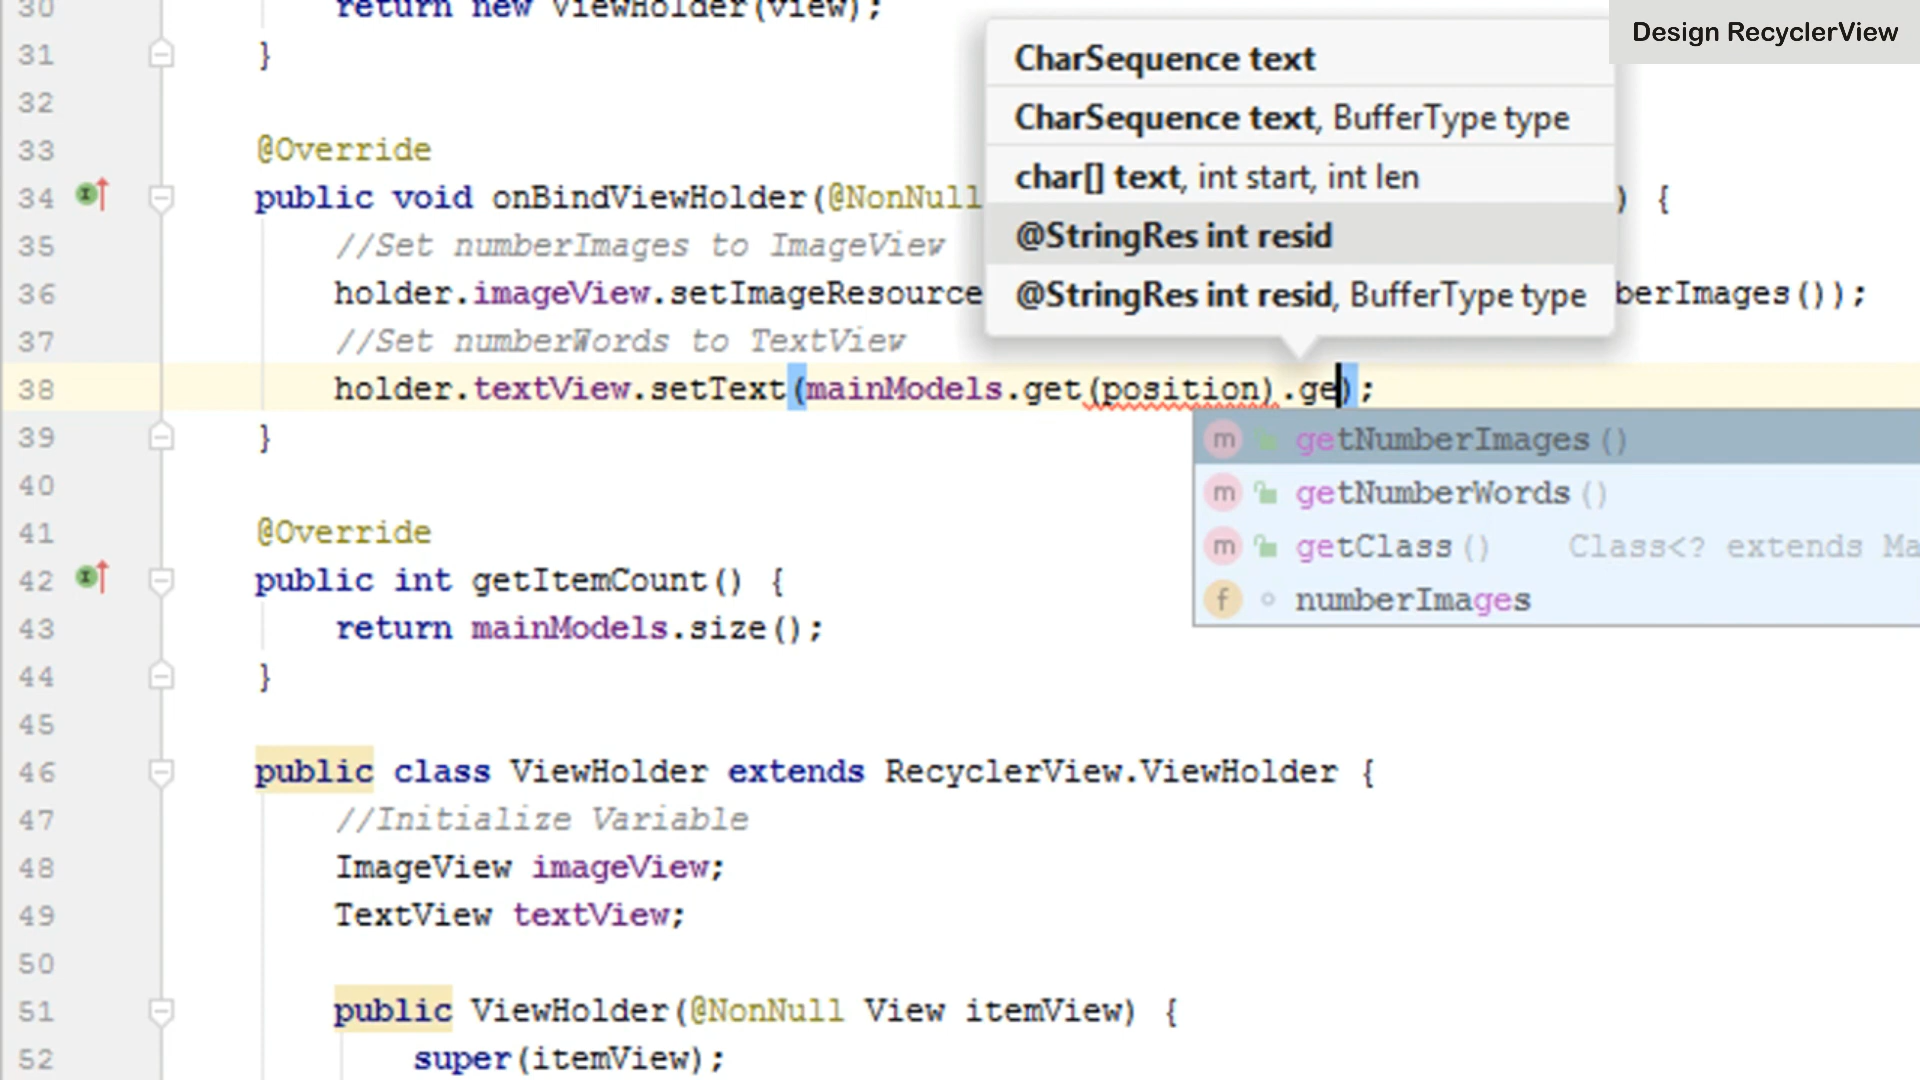 Design RecyclerView
30 return new ViewHolder(view);
31 }
32
33 @Override
34 public void onBindViewHolder(@NonNull ) {
35 //Set numberImages to ImageView
36 holder.imageView.setImageResource berImages());
37 //Set numberWords to TextView
38 holder.textView.setText(mainModels.get(position).ge);
CharSequence text
CharSequence text, BufferType type
char[] text, int start, int len
@StringRes int resid
@StringRes int resid, BufferType type
m getNumberImages()
m getNumberWords()
m getClass() Class<? extends Ma
f numberImages
39 }
40
41 @Override
42 public int getItemCount() {
43 return mainModels.size();
44 }
45
46 public class ViewHolder extends RecyclerView.ViewHolder {
47 //Initialize Variable
48 ImageView imageView;
49 TextView textView;
50
51 public ViewHolder(@NonNull View itemView) {
52 super(itemView);